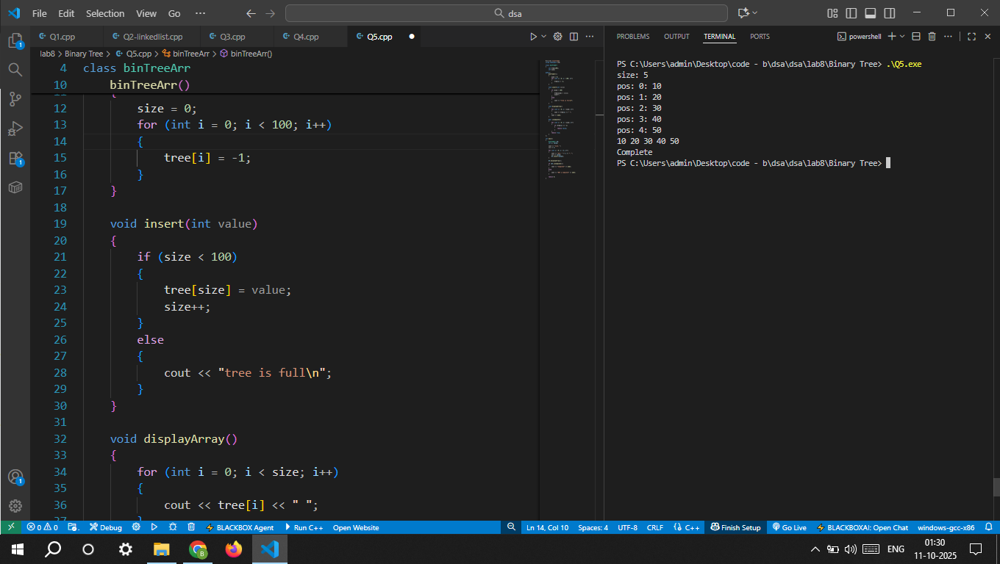 File Edit Selection View Go ··· dsa
Q1.cpp Q2-linkedlist.cpp Q3.cpp Q4.cpp Q5.cpp
lab8 > Binary Tree > Q5.cpp > binTreeArr > binTreeArr()
4 class binTreeArr
10 binTreeArr()
12 size = 0;
13 for (int i = 0; i < 100; i++)
14 {
15 tree[i] = -1;
16 }
17 }
18
19 void insert(int value)
20 {
21 if (size < 100)
22 {
23 tree[size] = value;
24 size++;
25 }
26 else
27 {
28 cout << "tree is full\n";
29 }
30 }
31
32 void displayArray()
33 {
34 for (int i = 0; i < size; i++)
35 {
36 cout << tree[i] << " ";
PROBLEMS OUTPUT TERMINAL PORTS powershell
PS C:\Users\admin\Desktop\code - b\dsa\dsa\lab8\Binary Tree> .\Q5.exe
size: 5
pos: 0: 10
pos: 1: 20
pos: 2: 30
pos: 3: 40
pos: 4: 50
10 20 30 40 50
Complete
PS C:\Users\admin\Desktop\code - b\dsa\dsa\lab8\Binary Tree>
1
1
1
0 0 Debug BLACKBOX Agent Run C++ Open Website Ln 14, Col 10 Spaces: 4 UTF-8 CRLF C++ Finish Setup Go Live BLACKBOXAI: Open Chat windows-gcc-x86
B ENG 01:30
11-10-2025